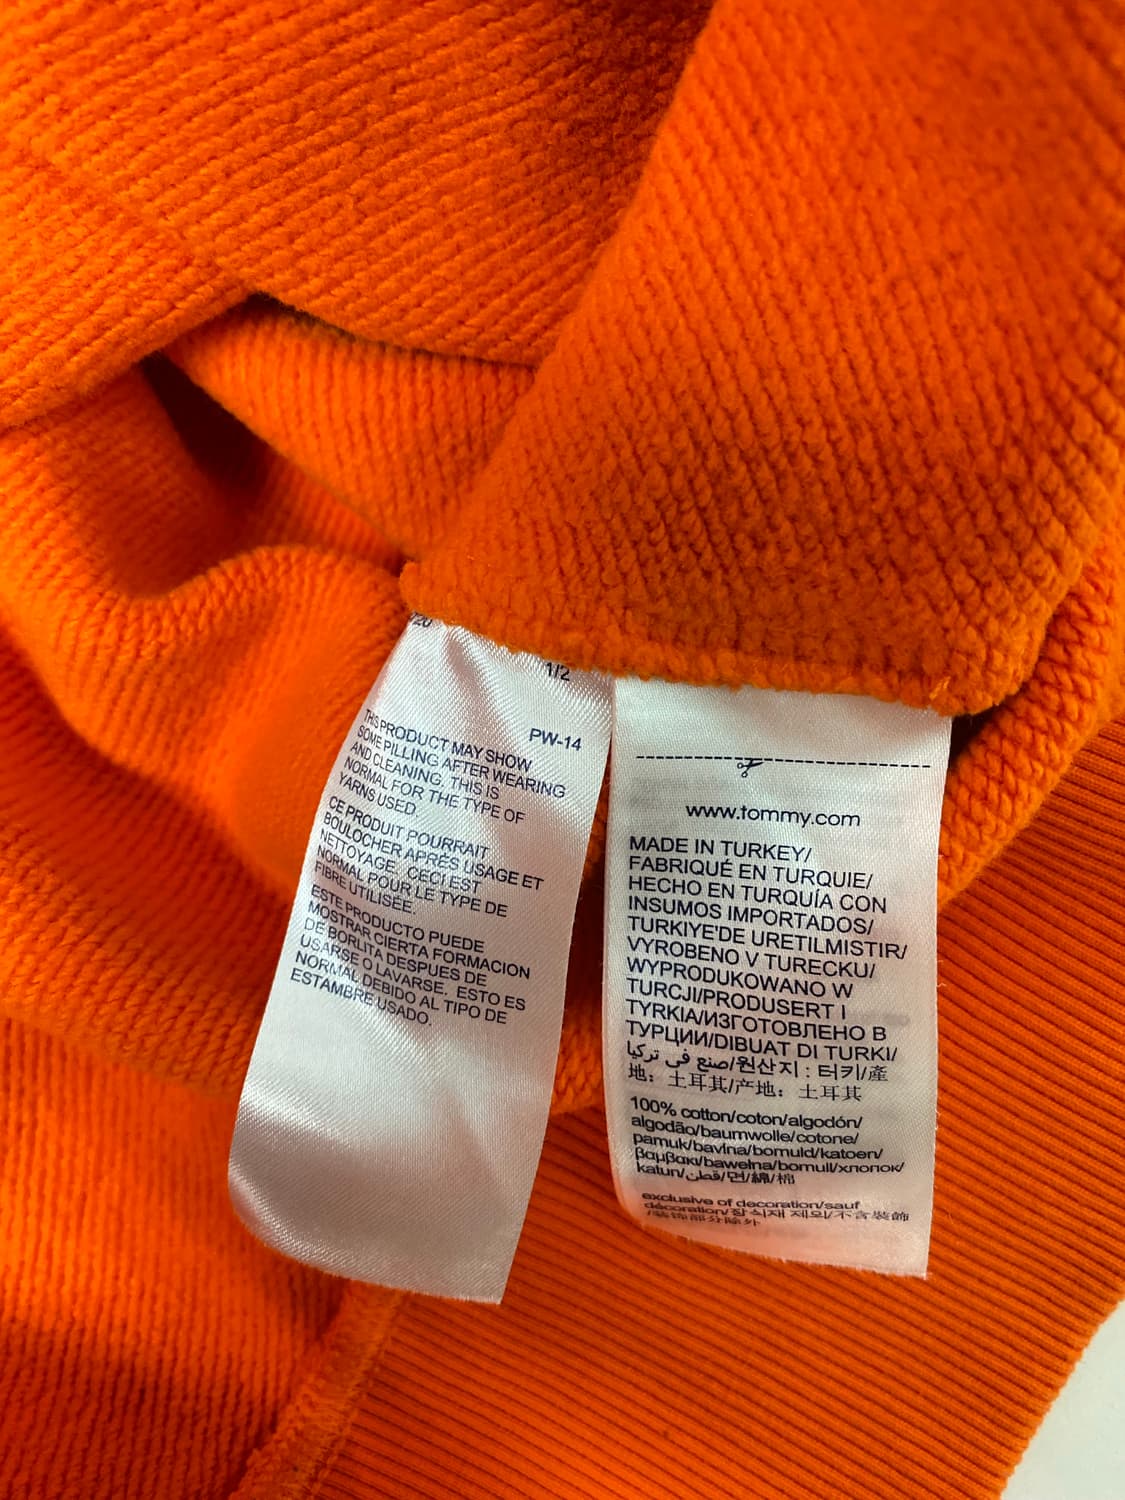 /20
1/2
PW-14
THIS PRODUCT MAY SHOW
SOME PILLING AFTER WEARING
AND CLEANING. THIS IS
NORMAL FOR THE TYPE OF
YARNS USED.
CE PRODUIT POURRAIT
BOULOCHER APRÈS USAGE ET
NETTOYAGE. CECI EST
NORMAL POUR LE TYPE DE
FIBRE UTILISÉE.
ESTE PRODUCTO PUEDE
MOSTRAR CIERTA FORMACION
DE BORLITA DESPUES DE
USARSE O LAVARSE. ESTO ES
NORMAL DEBIDO AL TIPO DE
ESTAMBRE USADO.
www.tommy.com
MADE IN TURKEY/
FABRIQUÉ EN TURQUIE/
HECHO EN TURQUÍA CON
INSUMOS IMPORTADOS/
TURKIYE'DE URETILMISTIR/
VYROBENO V TURECKU/
WYPRODUKOWANO W
TURCJI/PRODUSERT I
TYRKIA/ИЗГОТОВЛЕНО В
ТУРЦИИ/DIBUAT DI TURKI/
صنع في تركيا/원산지 : 터키/產
地：土耳其/产地：土耳其
100% cotton/coton/algodón/
algodão/baumwolle/cotone/
pamuk/bavlna/bomuld/katoen/
βαμβακι/bawełna/bomull/хлопок/
katun/قطن/면/綿/棉
exclusive of decoration/sauf
décoration/장식재 제외/不含裝飾
/装饰部分除外